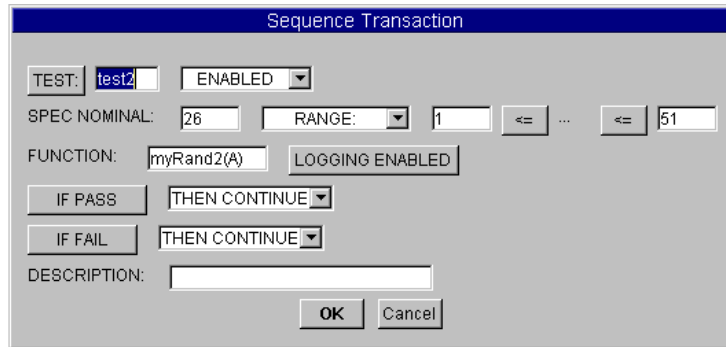 Sequence Transaction
TEST: test2 ENABLED
SPEC NOMINAL: 26 RANGE: 1 <= ... <= 51
FUNCTION: myRand2(A) LOGGING ENABLED
IF PASS THEN CONTINUE
IF FAIL THEN CONTINUE
DESCRIPTION:
OK Cancel